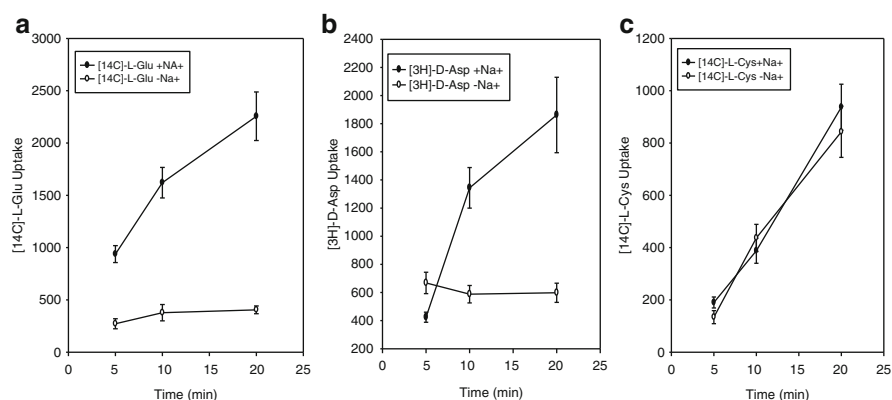 a
[14C]-L-Glu +NA+
[14C]-L-Glu -Na+
[14C]-L-Glu Uptake
3000
2500
2000
1500
1000
500
0
0 5 10 15 20 25
Time (min)
b
[3H]-D-Asp +Na+
[3H]-D-Asp -Na+
[3H]-D-Asp Uptake
2400
2200
2000
1800
1600
1400
1200
1000
800
600
400
200
0 5 10 15 20 25
Time (min)
c
[14C]-L-Cys+Na+
[14C]-L-Cys -Na+
[14C]-L-Cys Uptake
1200
1000
800
600
400
200
0
0 5 10 15 20 25
Time (min)